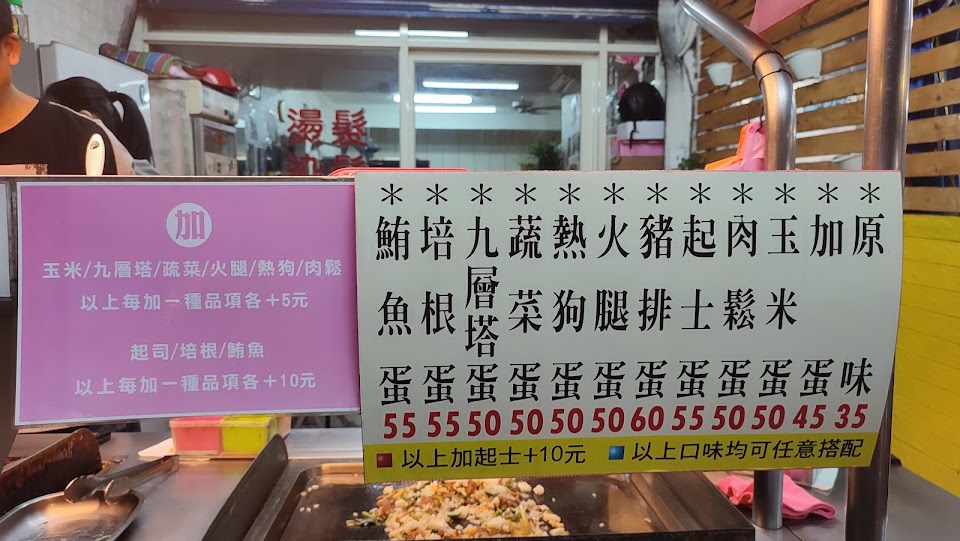 燙髮
加
玉米/九層塔/疏菜/火腿/熱狗/肉鬆
以上每加一種品項各+5元
起司/培根/鮪魚
以上每加一種品項各+10元
*原味 35
*加蛋 45
*玉米蛋 50
*肉鬆蛋 50
*起士蛋 55
*豬排蛋 60
*火腿蛋 50
*熱狗蛋 50
*蔬菜蛋 50
*九層塔蛋 50
*培根蛋 55
*鮪魚蛋 55
以上加起士+10元 以上口味均可任意搭配